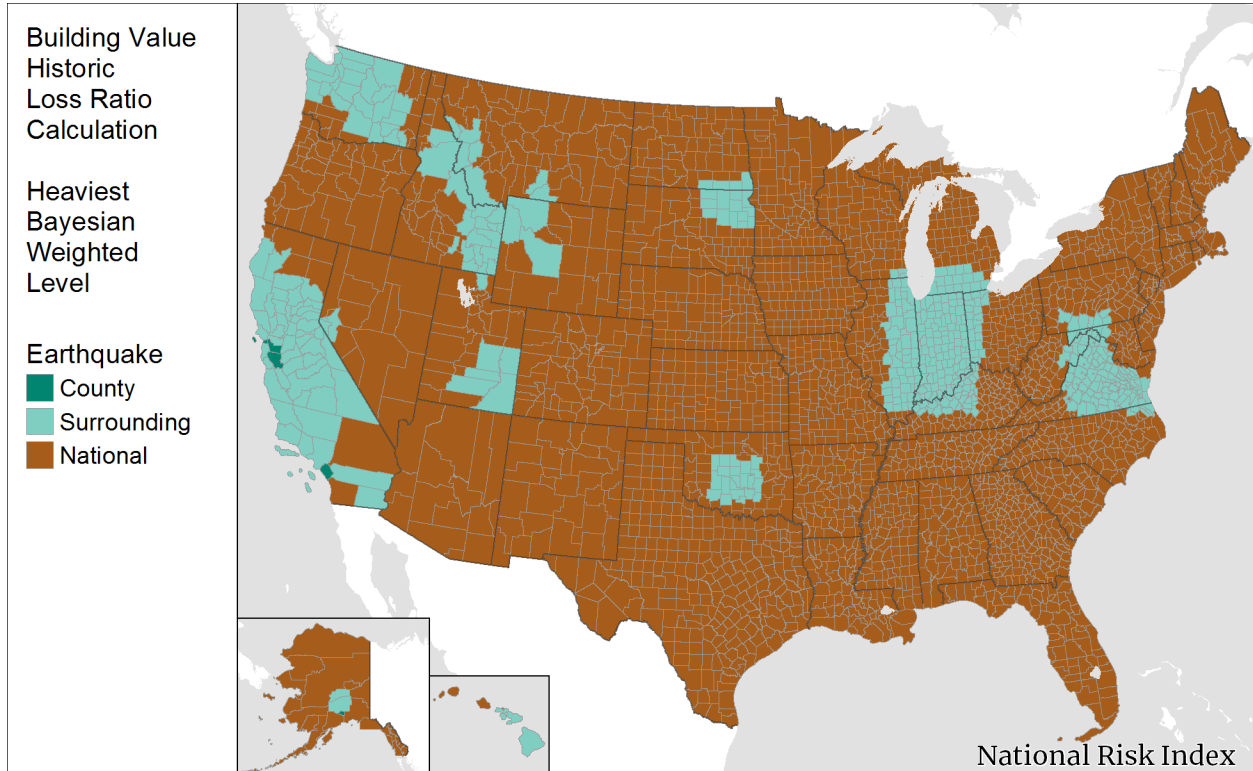 Building Value
Historic
Loss Ratio
Calculation
Heaviest
Bayesian
Weighted
Level
Earthquake
County
Surrounding
National
National Risk Index